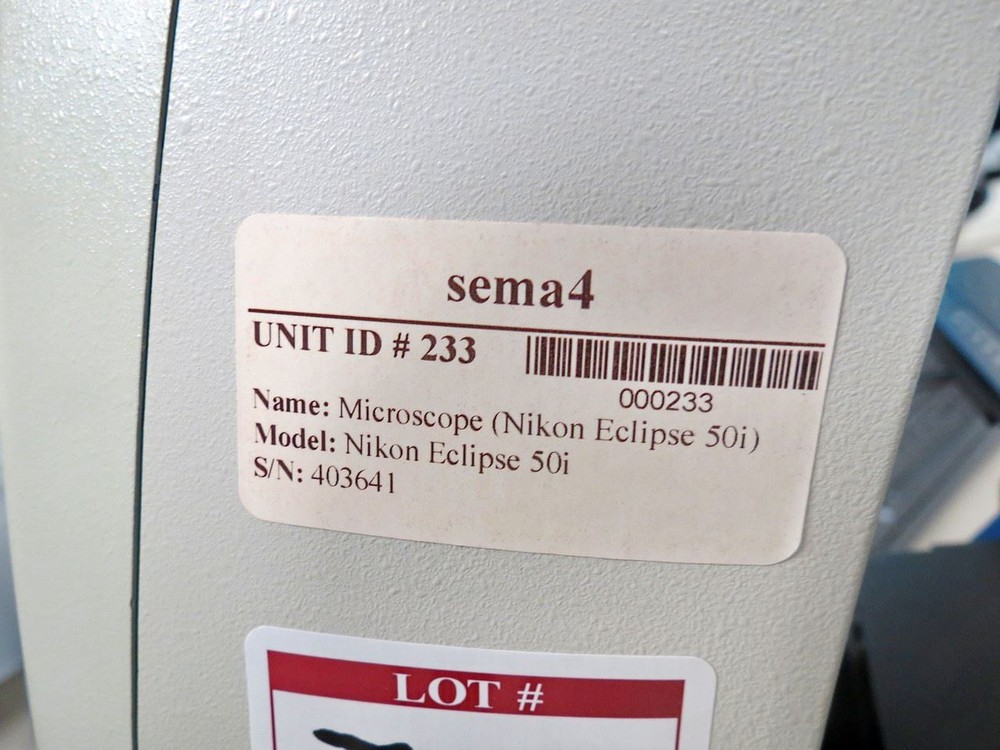 sema4
UNIT ID # 233
000233
Name: Microscope (Nikon Eclipse 50i)
Model: Nikon Eclipse 50i
S/N: 403641
LOT #